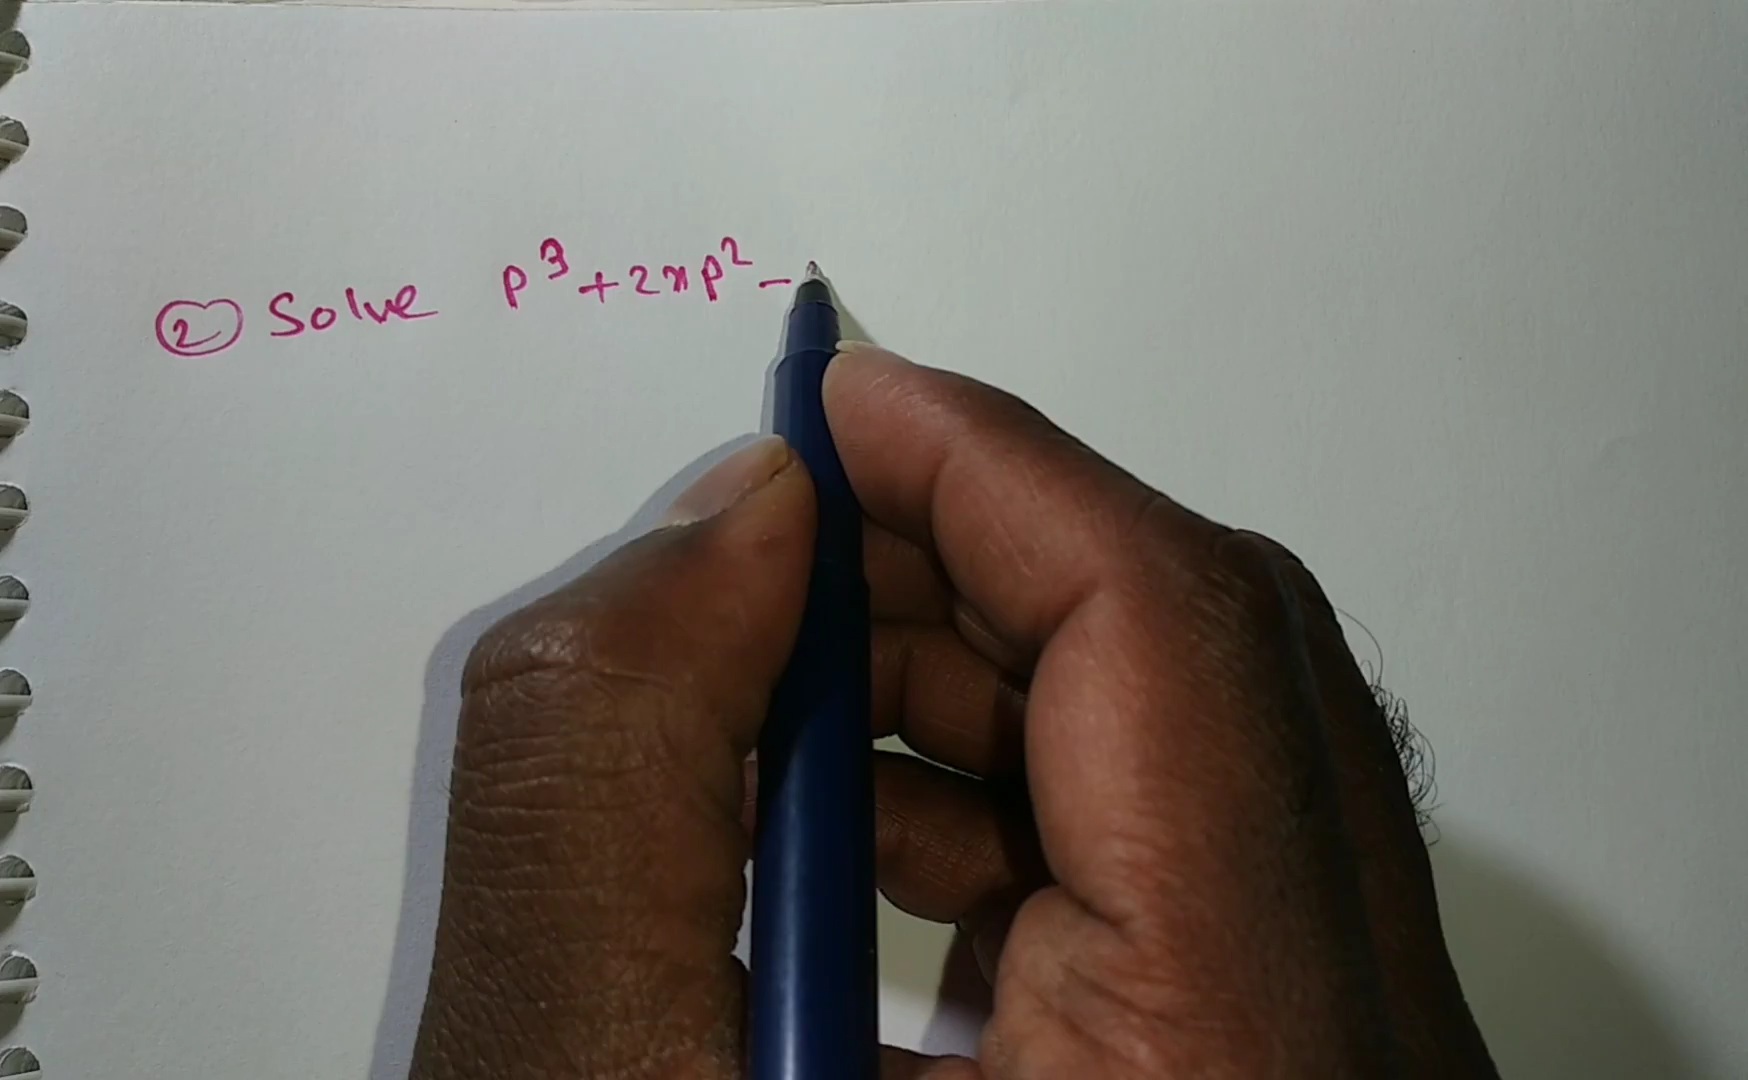 ② Solve p³ + 2xp² −